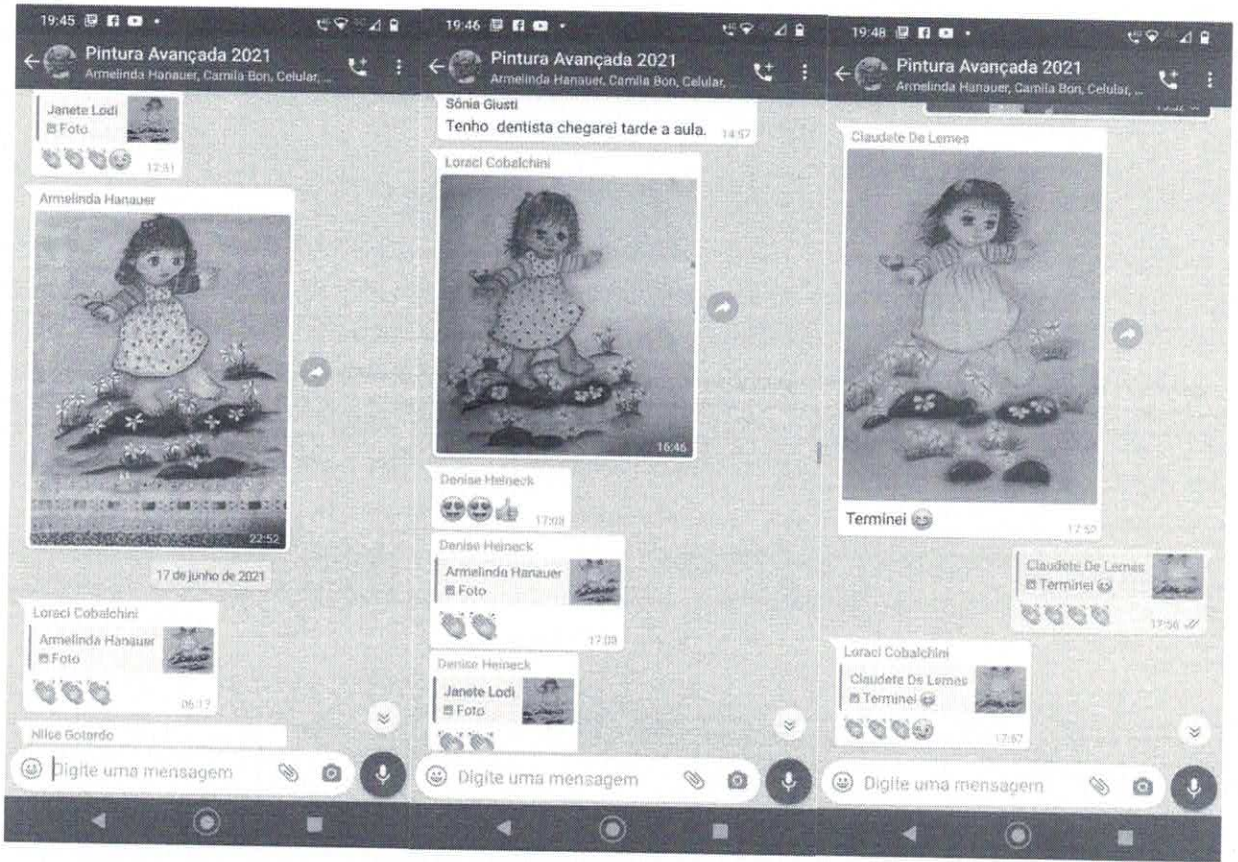 19:45
Pintura Avançada 2021
Armelinda Hanauer, Camila Bon, Celular, ...
Janete Lodi
Foto
17:51
Armelinda Hanauer
22:52
17 de junho de 2021
Loraci Cobalchini
Armelinda Hanauer
Foto
06:13
Nilse Gotardo
Digite uma mensagem
19:46
Pintura Avançada 2021
Armelinda Hanauer, Camila Bon, Celular, ...
Sônia Giusti
Tenho dentista chegarei tarde a aula.
14:57
Loraci Cobalchini
16:46
Denise Heineck
17:03
Denise Heineck
Armelinda Hanauer
Foto
17:03
Denise Heineck
Janete Lodi
Foto
Digite uma mensagem
19:48
Pintura Avançada 2021
Armelinda Hanauer, Camila Bon, Celular, ...
Claudete De Lemes
Terminei
17:52
Claudete De Lemes
Terminei
17:56
Loraci Cobalchini
Claudete De Lemes
Terminei
17:57
Digite uma mensagem